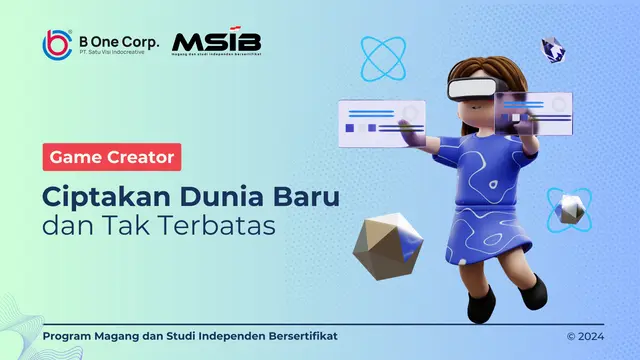 B One Corp.
PT. Satu Visi Indocreative
MSIB
magang dan studi independen bersertifikat
Game Creator
Ciptakan Dunia Baru
dan Tak Terbatas
Program Magang dan Studi Independen Bersertifikat
© 2024